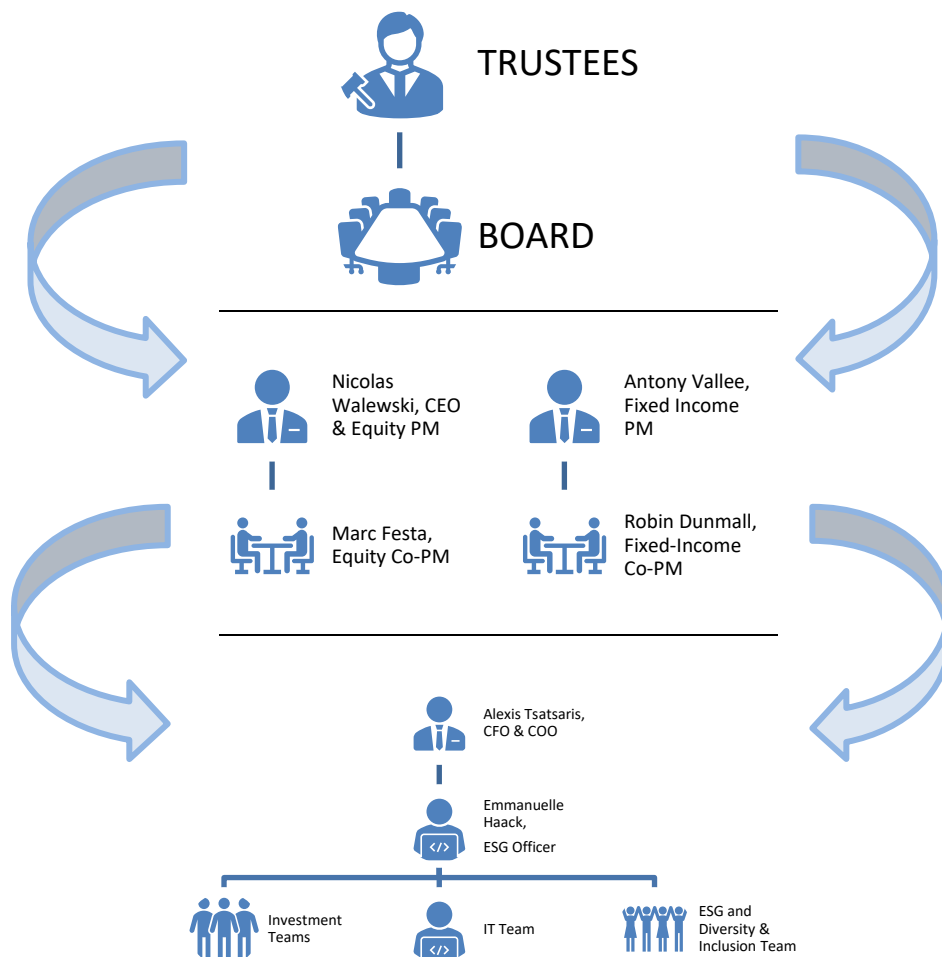 TRUSTEES
BOARD
Nicolas
Walewski, CEO
& Equity PM
Antony Vallee,
Fixed Income
PM
Marc Festa,
Equity Co-PM
Robin Dunmall,
Fixed-Income
Co-PM
Alexis Tsatsaris,
CFO & COO
Emmanuelle
Haack,
ESG Officer
</>
Investment
Teams
</>
IT Team
ESG and
Diversity &
Inclusion Team